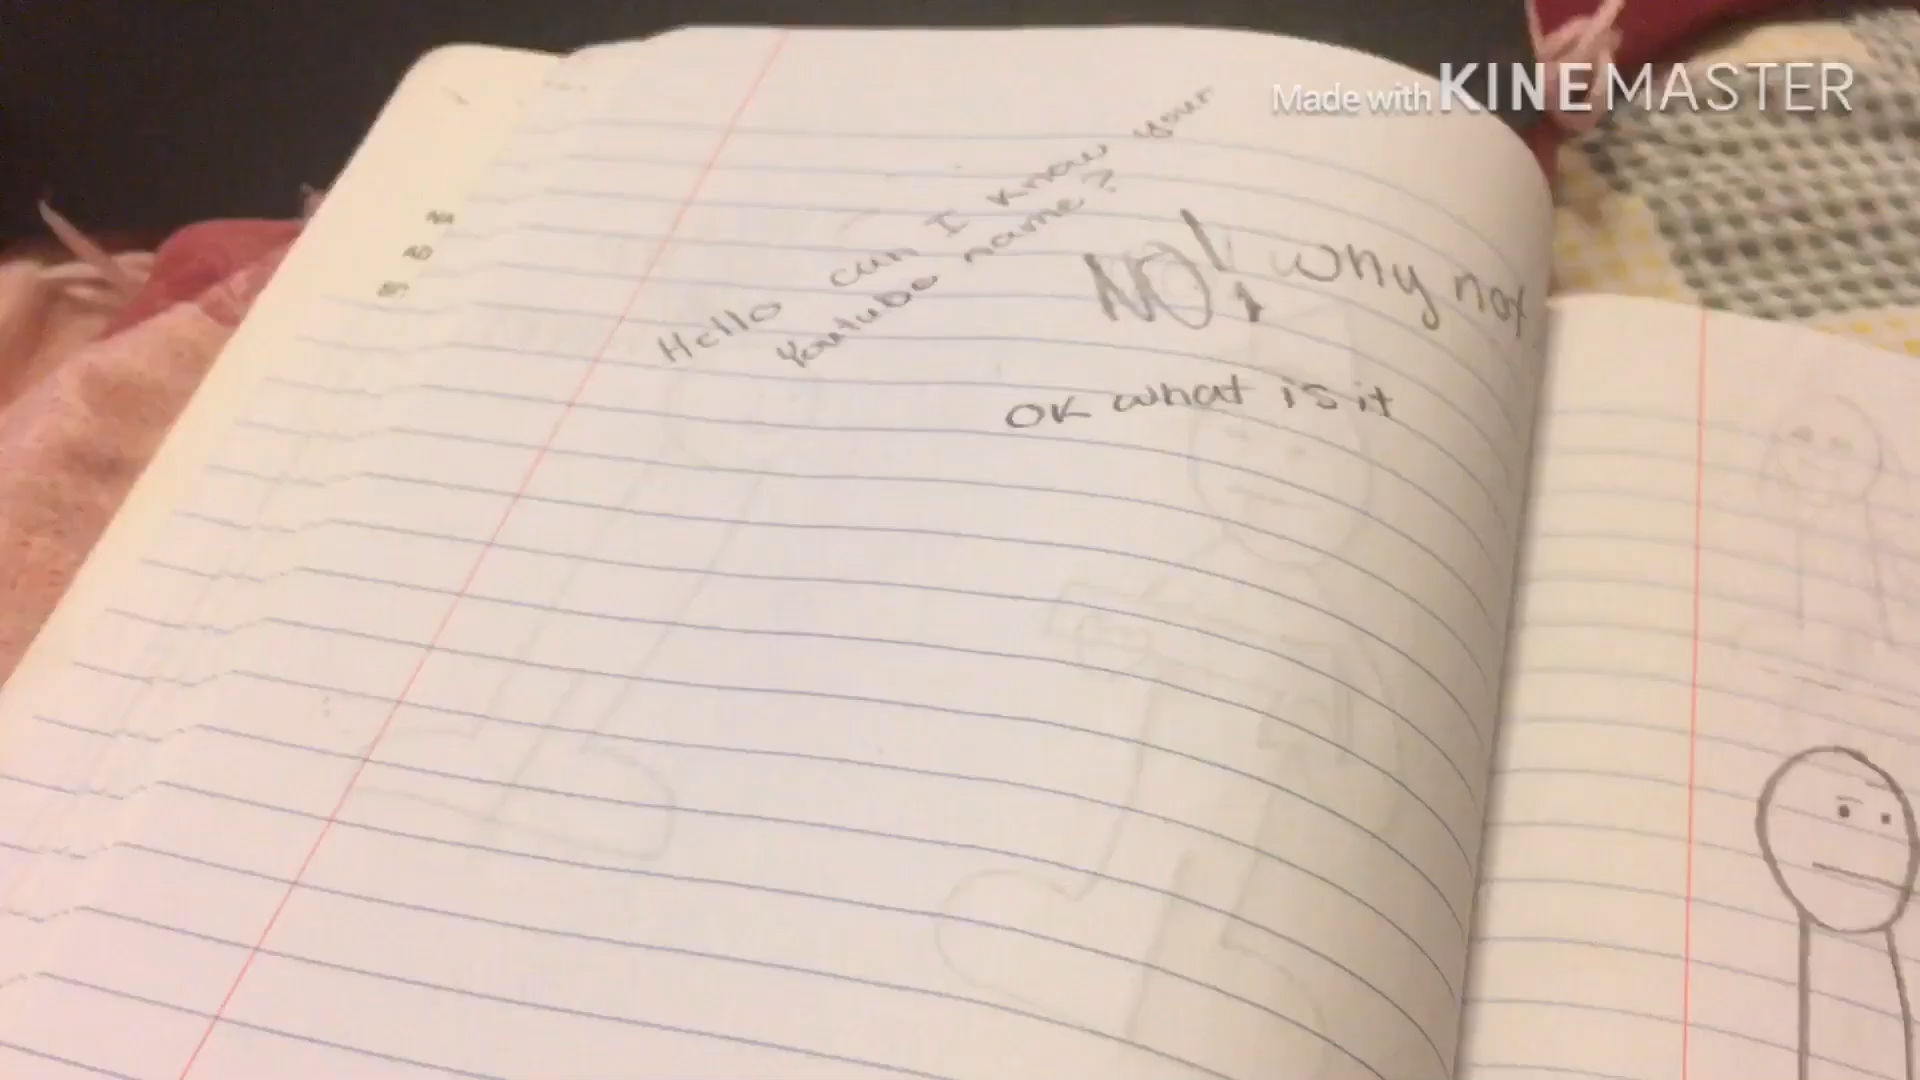 Made with KINEMASTER
Hello can I know your
Youtube name?
NO! why not
OK what is it